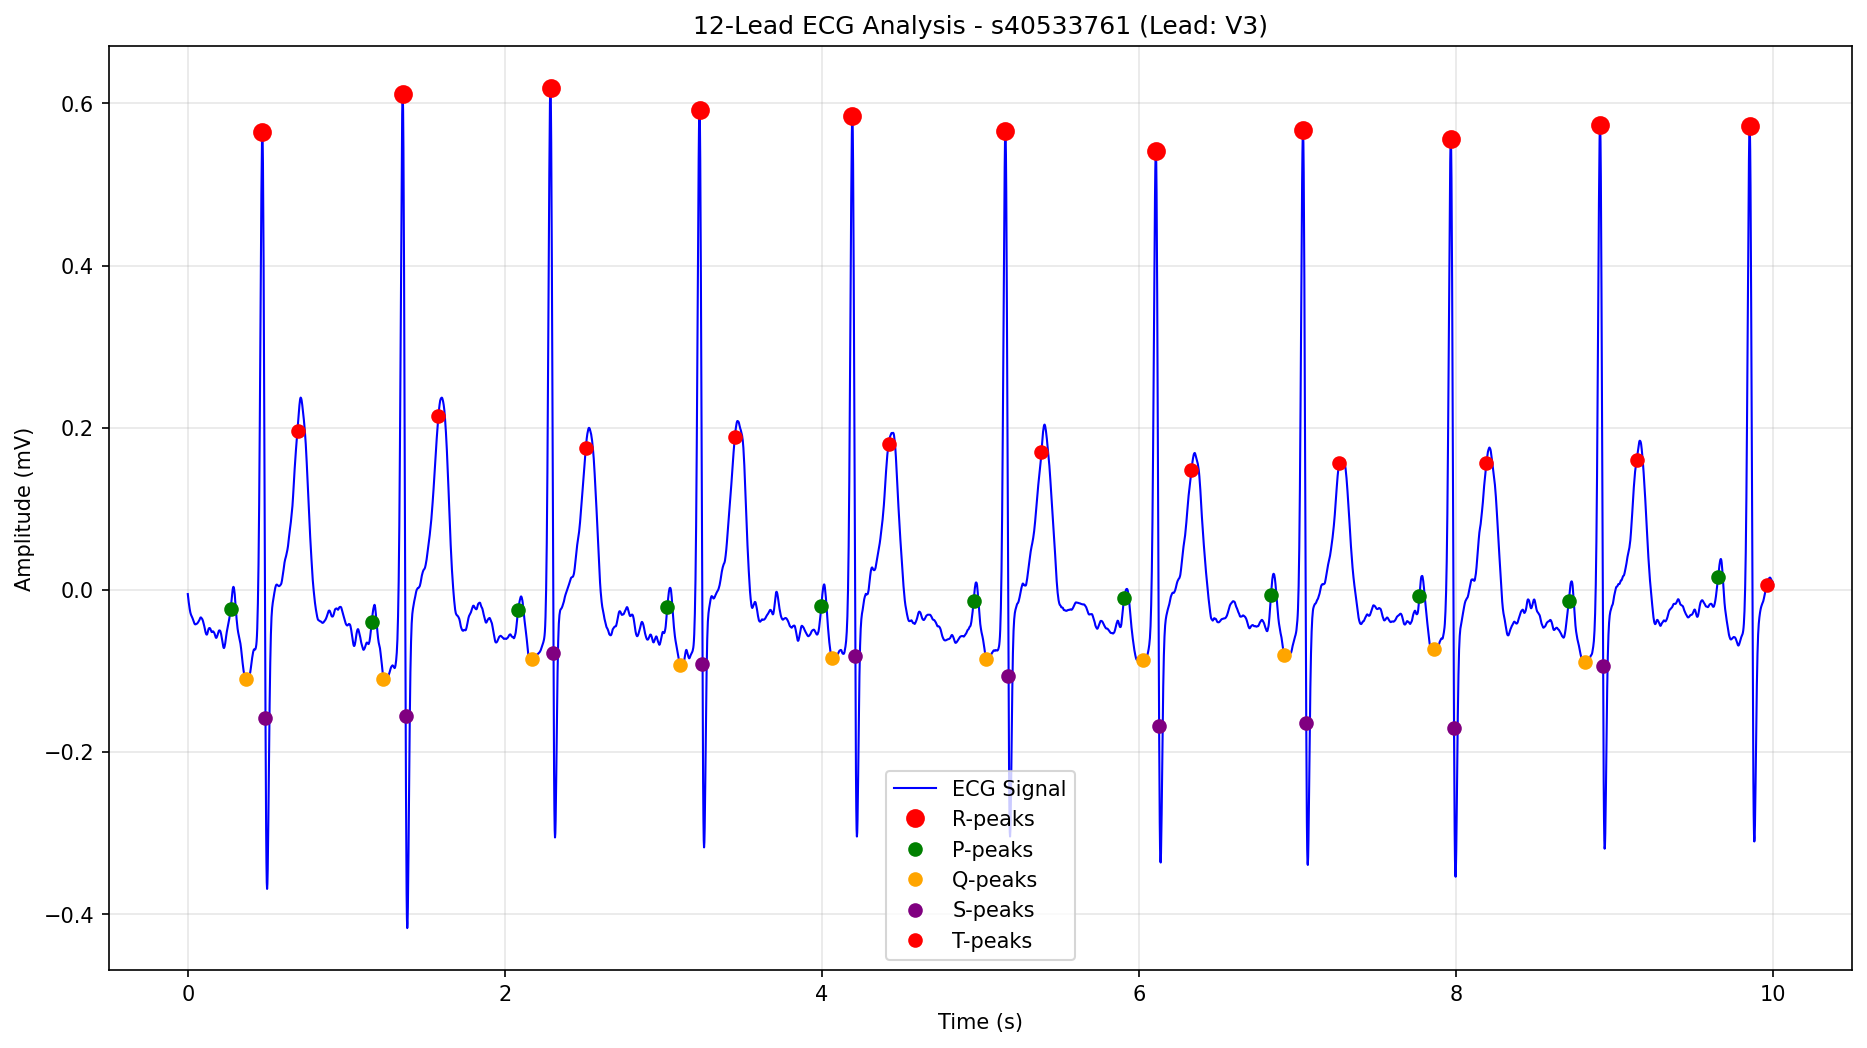 12-Lead ECG Analysis - s40533761 (Lead: V3)
Amplitude (mV)
0.6
0.4
0.2
0.0
−0.2
−0.4
ECG Signal
R-peaks
P-peaks
Q-peaks
S-peaks
T-peaks
0 2 4 6 8 10
Time (s)